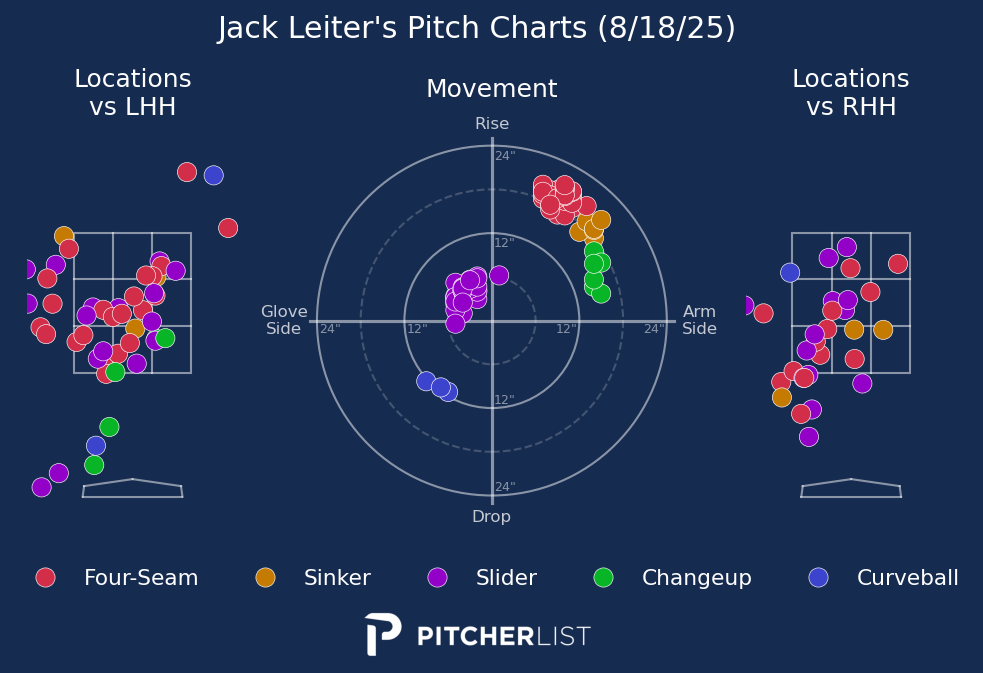 Jack Leiter's Pitch Charts (8/18/25)
Locations
vs LHH
Movement
Locations
vs RHH
Rise
24"
12"
Glove
Side
24"
12"
12"
24"
Arm
Side
12"
24"
Drop
Four-Seam
Sinker
Slider
Changeup
Curveball
PITCHERLIST